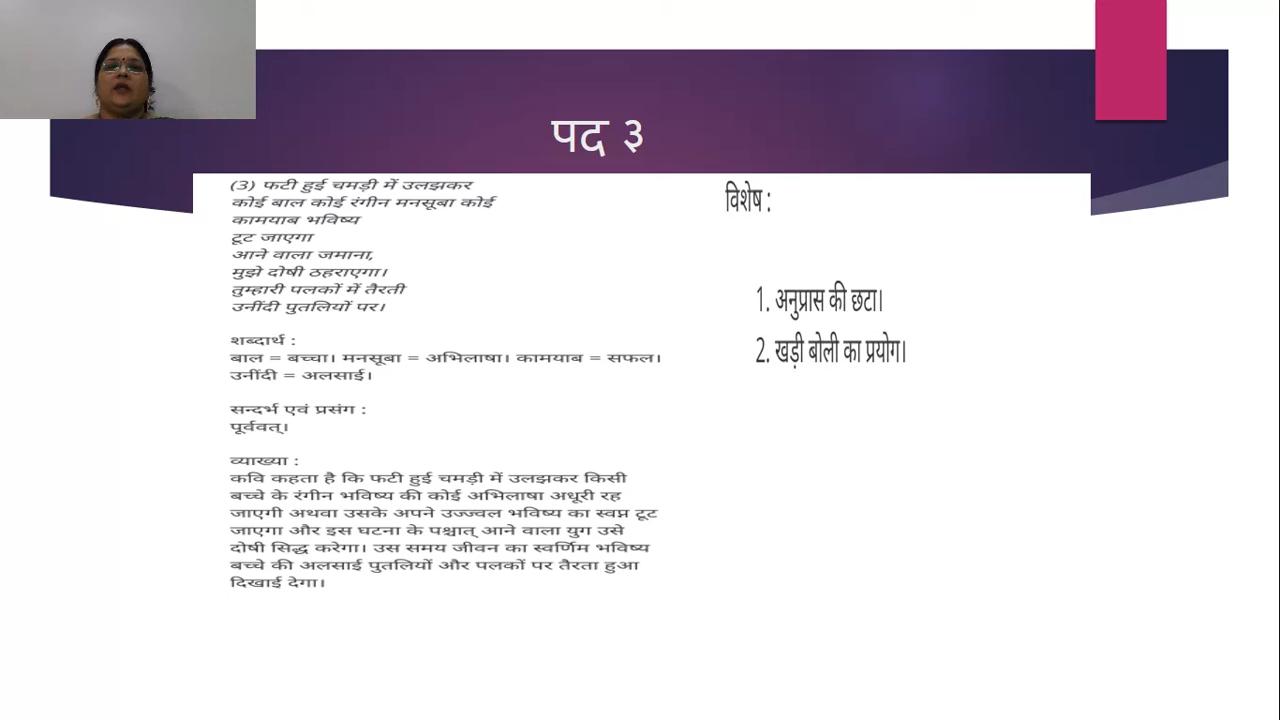 पद ३
(3) फटी हुई चमड़ी में उलझकर
कोई बाल कोई रंगीन मनसूबा कोई
कामयाब भविष्य
टूट जाएगा
आने वाला जमाना,
मुझे दोषी ठहराएगा।
तुम्हारी पलकों में तैरती
उनींदी पुतलियों पर।
शब्दार्थ :
बाल = बच्चा। मनसूबा = अभिलाषा। कामयाब = सफल।
उनींदी = अलसाई।
सन्दर्भ एवं प्रसंग :
पूर्ववत्।
व्याख्या :
कवि कहता है कि फटी हुई चमड़ी में उलझकर किसी
बच्चे के रंगीन भविष्य की कोई अभिलाषा अधूरी रह
जाएगी अथवा उसके अपने उज्ज्वल भविष्य का स्वप्न टूट
जाएगा और इस घटना के पश्चात् आने वाला युग उसे
दोषी सिद्ध करेगा। उस समय जीवन का स्वर्णिम भविष्य
बच्चे की अलसाई पुतलियों और पलकों पर तैरता हुआ
दिखाई देगा।
विशेष :
1. अनुप्रास की छटा।
2. खड़ी बोली का प्रयोग।